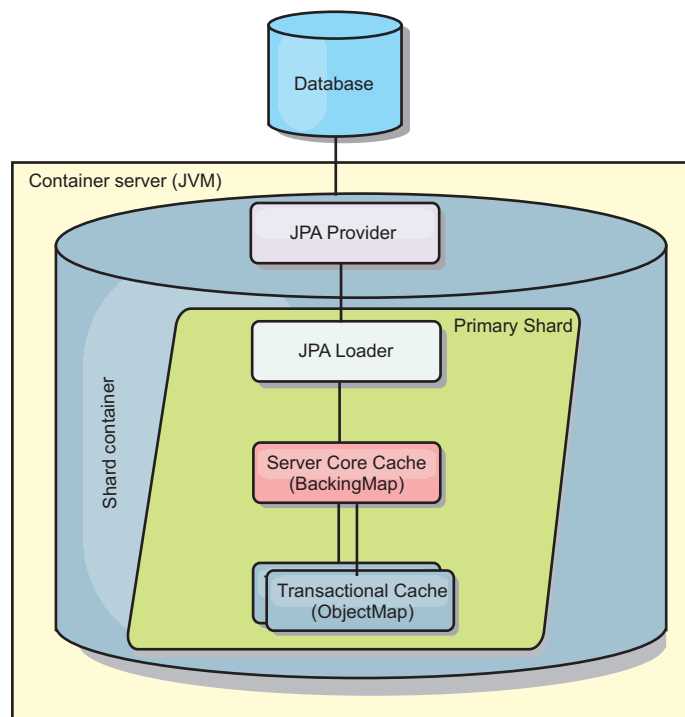 Database
Container server (JVM)
JPA Provider
Primary Shard
JPA Loader
Shard container
Server Core Cache
(BackingMap)
Transactional Cache
(ObjectMap)